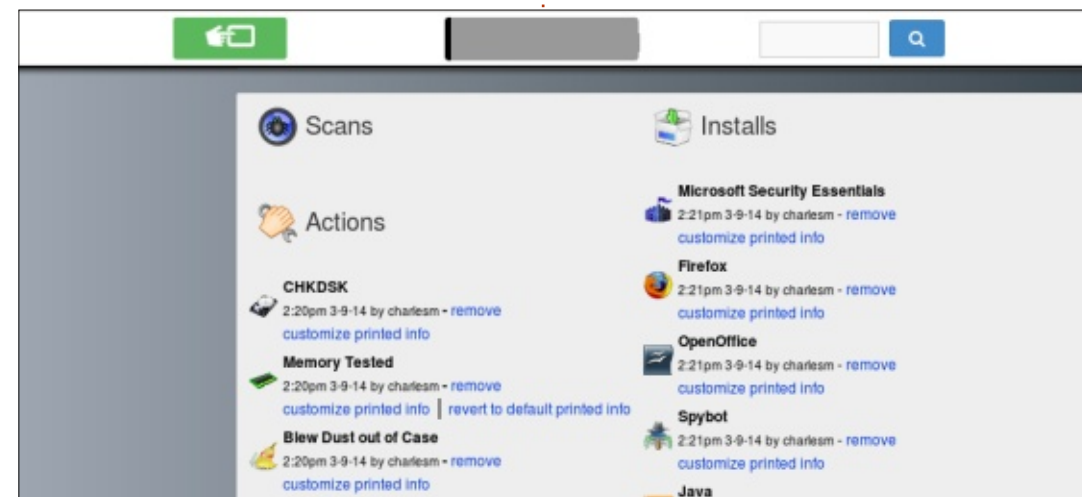 Scans
Actions
CHKDSK
2:20pm 3-9-14 by charlesm - remove
customize printed info
Memory Tested
2:20pm 3-9-14 by charlesm - remove
customize printed info | revert to default printed info
Blew Dust out of Case
2:20pm 3-9-14 by charlesm - remove
customize printed info
Installs
Microsoft Security Essentials
2:21pm 3-9-14 by charlesm - remove
customize printed info
Firefox
2:21pm 3-9-14 by charlesm - remove
customize printed info
OpenOffice
2:21pm 3-9-14 by charlesm - remove
customize printed info
Spybot
2:21pm 3-9-14 by charlesm - remove
customize printed info
Java